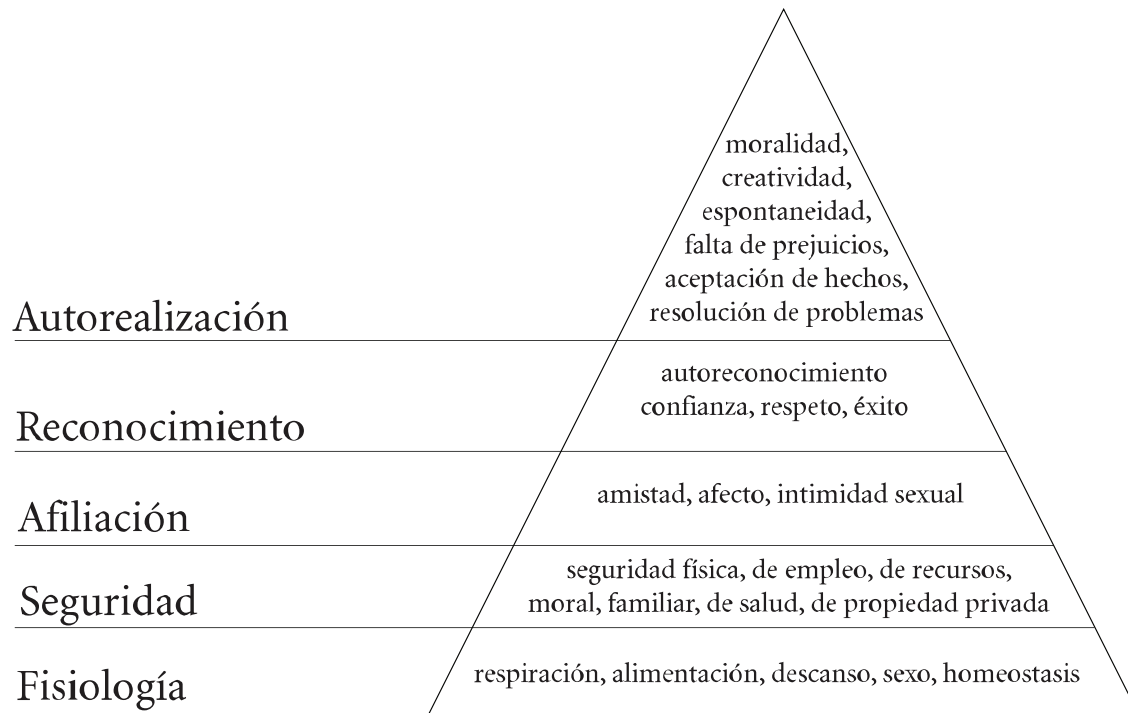 moralidad,
creatividad,
espontaneidad,
falta de prejuicios,
aceptación de hechos,
resolución de problemas
Autorealización
autoreconocimiento
confianza, respeto, éxito
Reconocimiento
amistad, afecto, intimidad sexual
Afiliación
seguridad física, de empleo, de recursos,
moral, familiar, de salud, de propiedad privada
Seguridad
respiración, alimentación, descanso, sexo, homeostasis
Fisiología